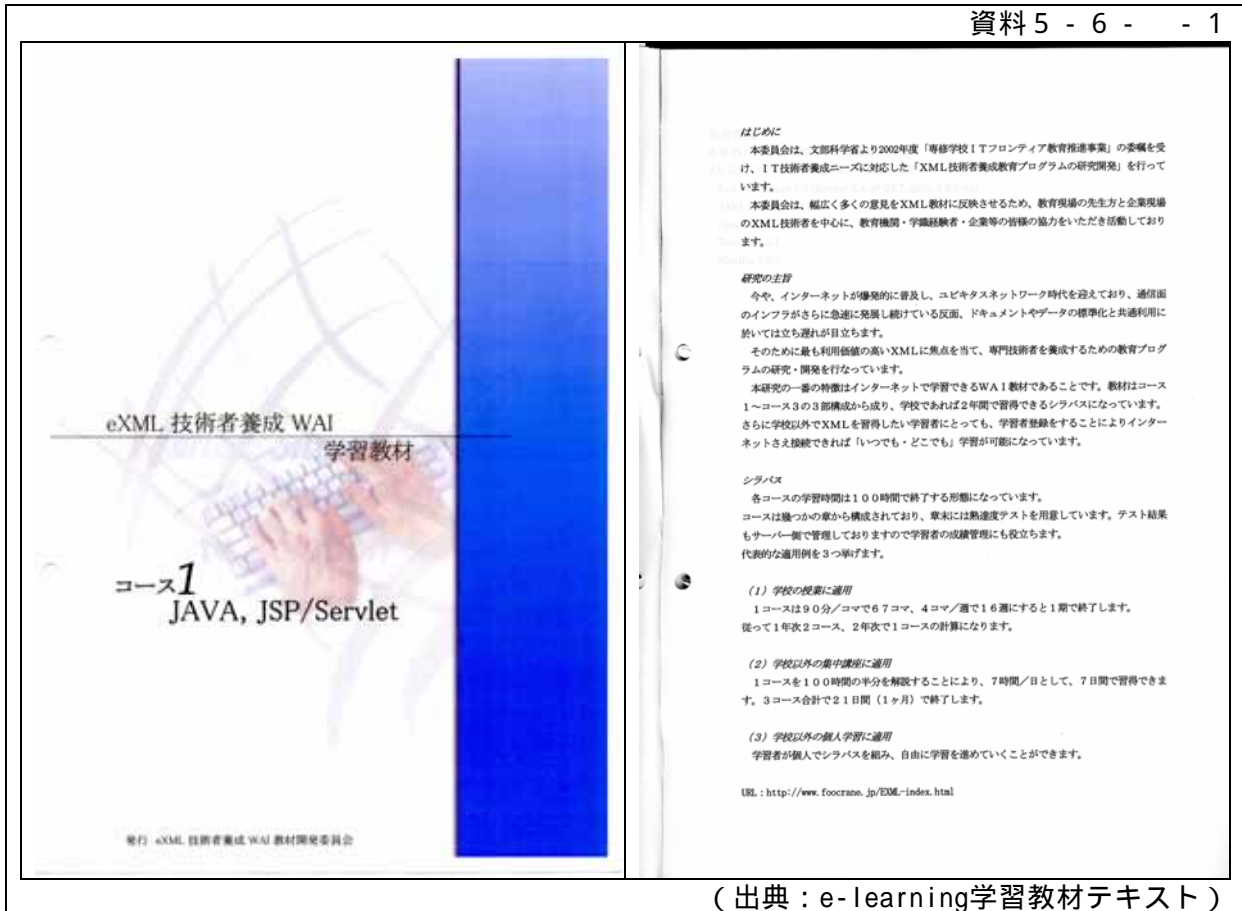 資料５－６－　－１
eXML 技術者養成 WAI
学習教材
コース1
JAVA, JSP/Servlet
発行 eXML 技術者養成 WAI 教材開発委員会
はじめに
本委員会は、文部科学省より2002年度「専修学校ＩＴフロンティア教育推進事業」の委嘱を受
け、ＩＴ技術者養成ニーズに対応した「ＸＭＬ技術者養成教育プログラムの研究開発」を行って
います。
本委員会は、幅広く多くの意見をＸＭＬ教材に反映させるため、教育現場の先生方と企業現場
のＸＭＬ技術者を中心に、教育機関・学識経験者・企業等の皆様の協力をいただき活動しており
ます。
研究の主旨
今や、インターネットが爆発的に普及し、ユビキタスネットワーク時代を迎えており、通信面
のインフラがさらに急速に発展し続けている反面、ドキュメントやデータの標準化と共通利用に
於いては立ち遅れが目立ちます。
そのために最も利用価値の高いＸＭＬに焦点を当て、専門技術者を養成するための教育プログ
ラムの研究・開発を行なっています。
本研究の一番の特徴はインターネットで学習できるＷＡＩ教材であることです。教材はコース
１～コース３の３部構成から成り、学校であれば２年間で習得できるシラバスになっています。
さらに学校以外でＸＭＬを習得したい学習者にとっても、学習者登録をすることによりインター
ネットさえ接続できれば「いつでも・どこでも」学習が可能になっています。
シラバス
各コースの学習時間は１００時間で終了する形態になっています。
コースは幾つかの章から構成されており、章末には熟達度テストを用意しています。テスト結果
もサーバー側で管理しておりますので学習者の成績管理にも役立ちます。
代表的な適用例を３つ挙げます。
（１）学校の授業に適用
１コースは９０分／コマで６７コマ、４コマ／週で１６週にすると１期で終了します。
従って１年次２コース、２年次で１コースの計算になります。
（２）学校以外の集中講座に適用
１コースを１００時間の半分を解説することにより、７時間／日として、７日間で習得できま
す。３コース合計で２１日間（１ヶ月）で終了します。
（３）学校以外の個人学習に適用
学習者が個人でシラバスを組み、自由に学習を進めていくことができます。
URL：http://www.foocrane.jp/EXML-index.html
（出典：e-learning学習教材テキスト）